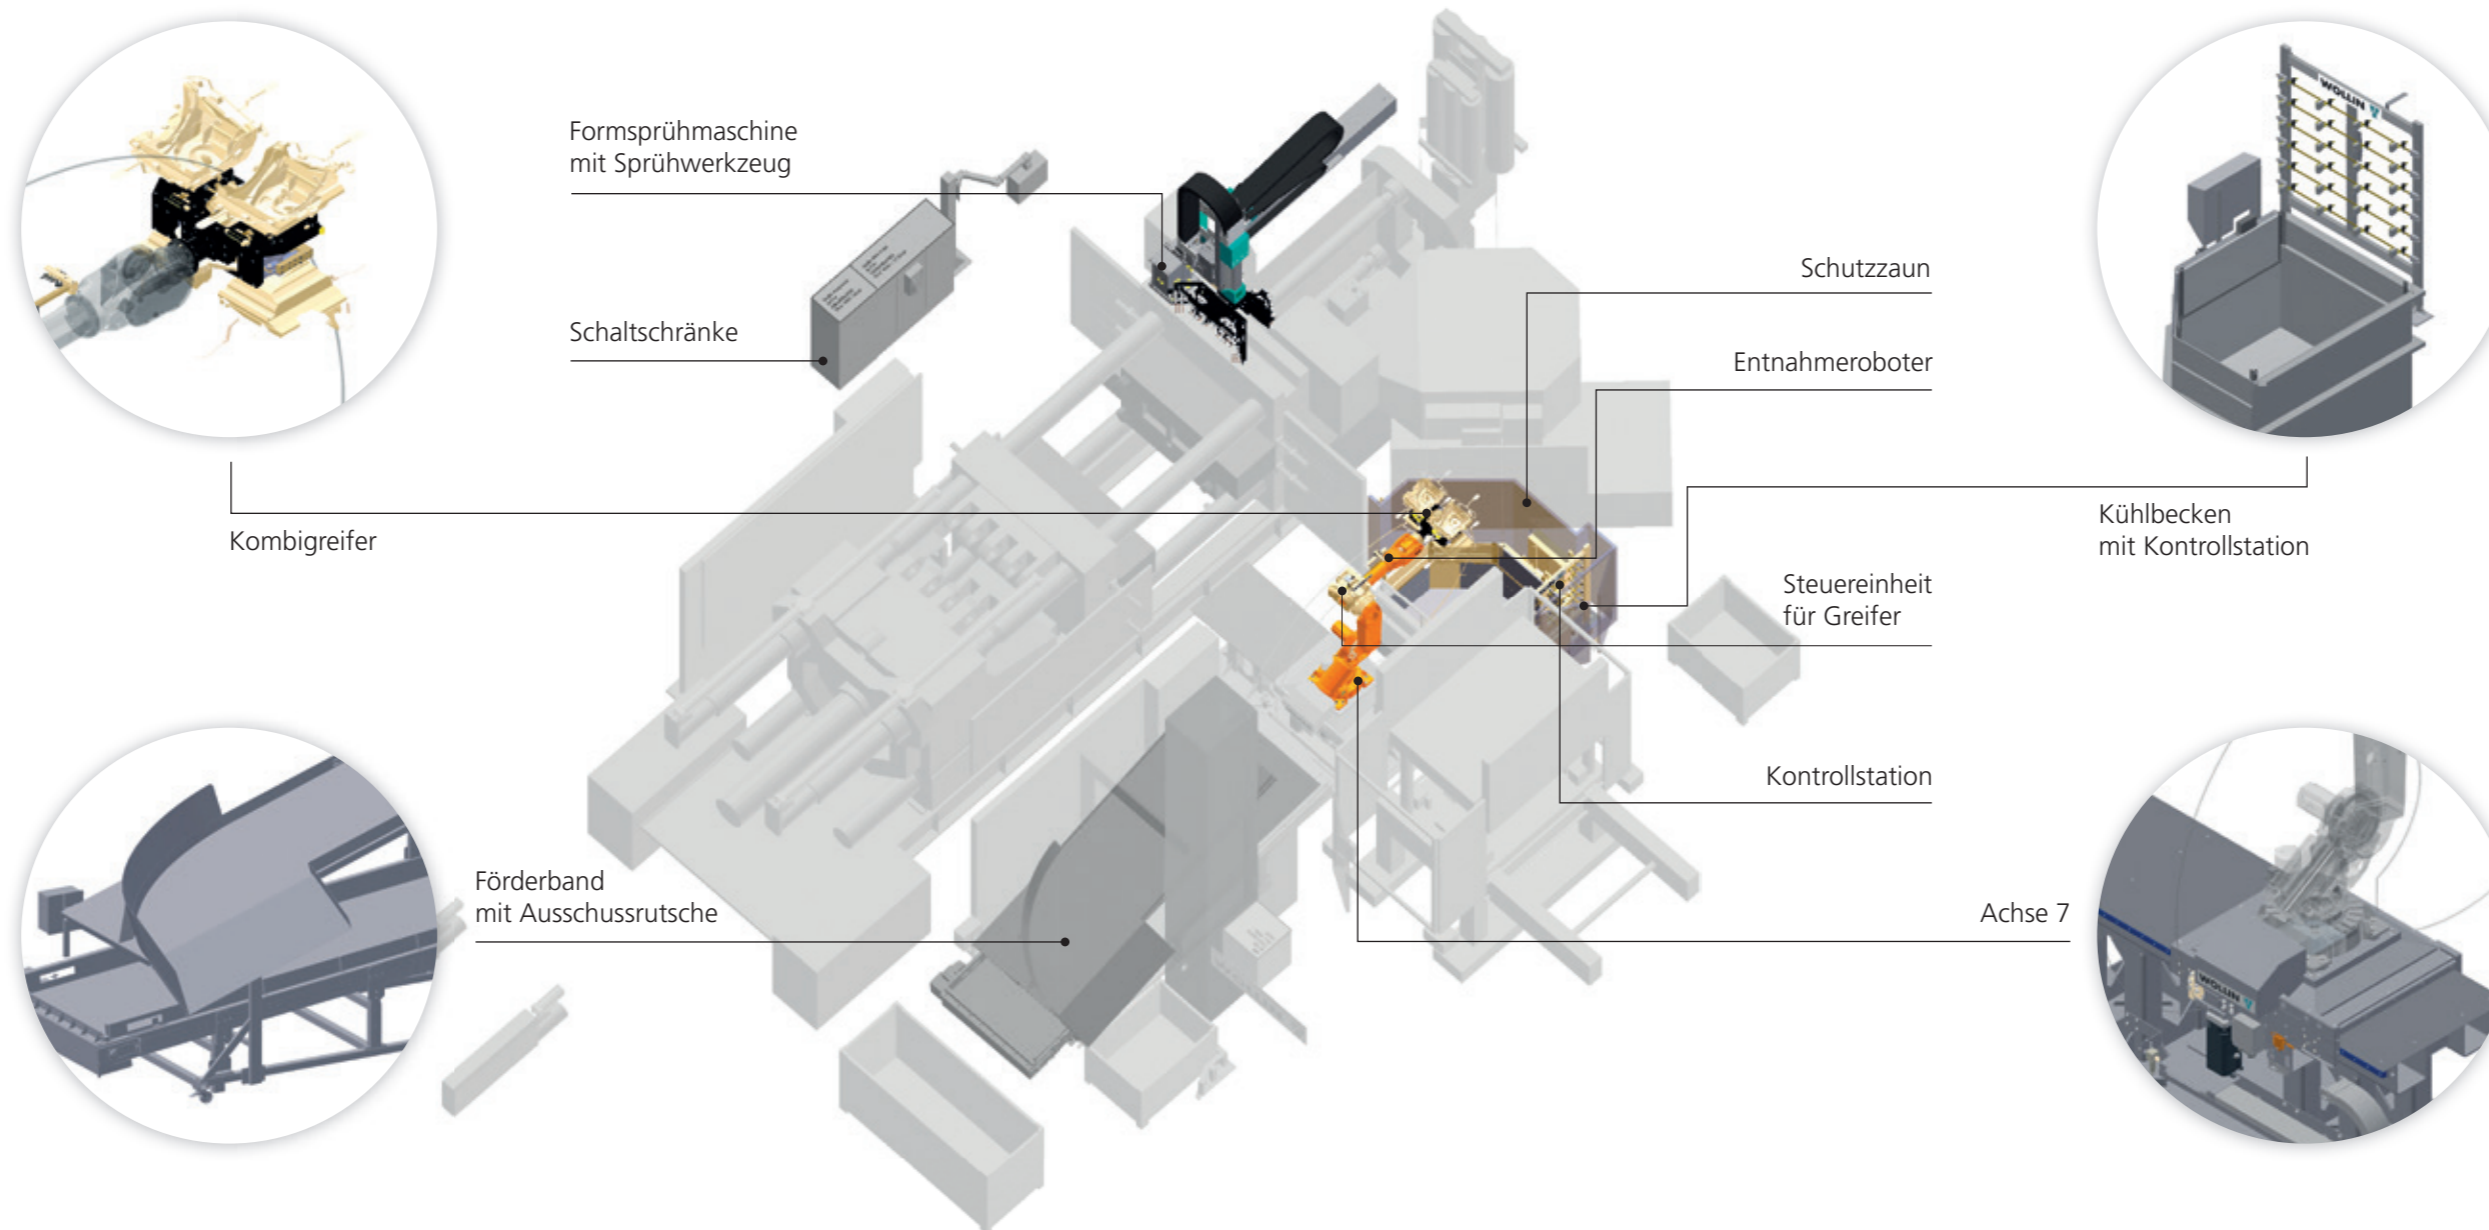 WOLLIN
Formsprühmaschine
mit Sprühwerkzeug
Schutzzaun
Schaltschränke
Entnahmeroboter
Kombigreifer
Kühlbecken
mit Kontrollstation
Steuereinheit
für Greifer
Kontrollstation
Förderband
mit Ausschussrutsche
Achse 7
WOLLIN